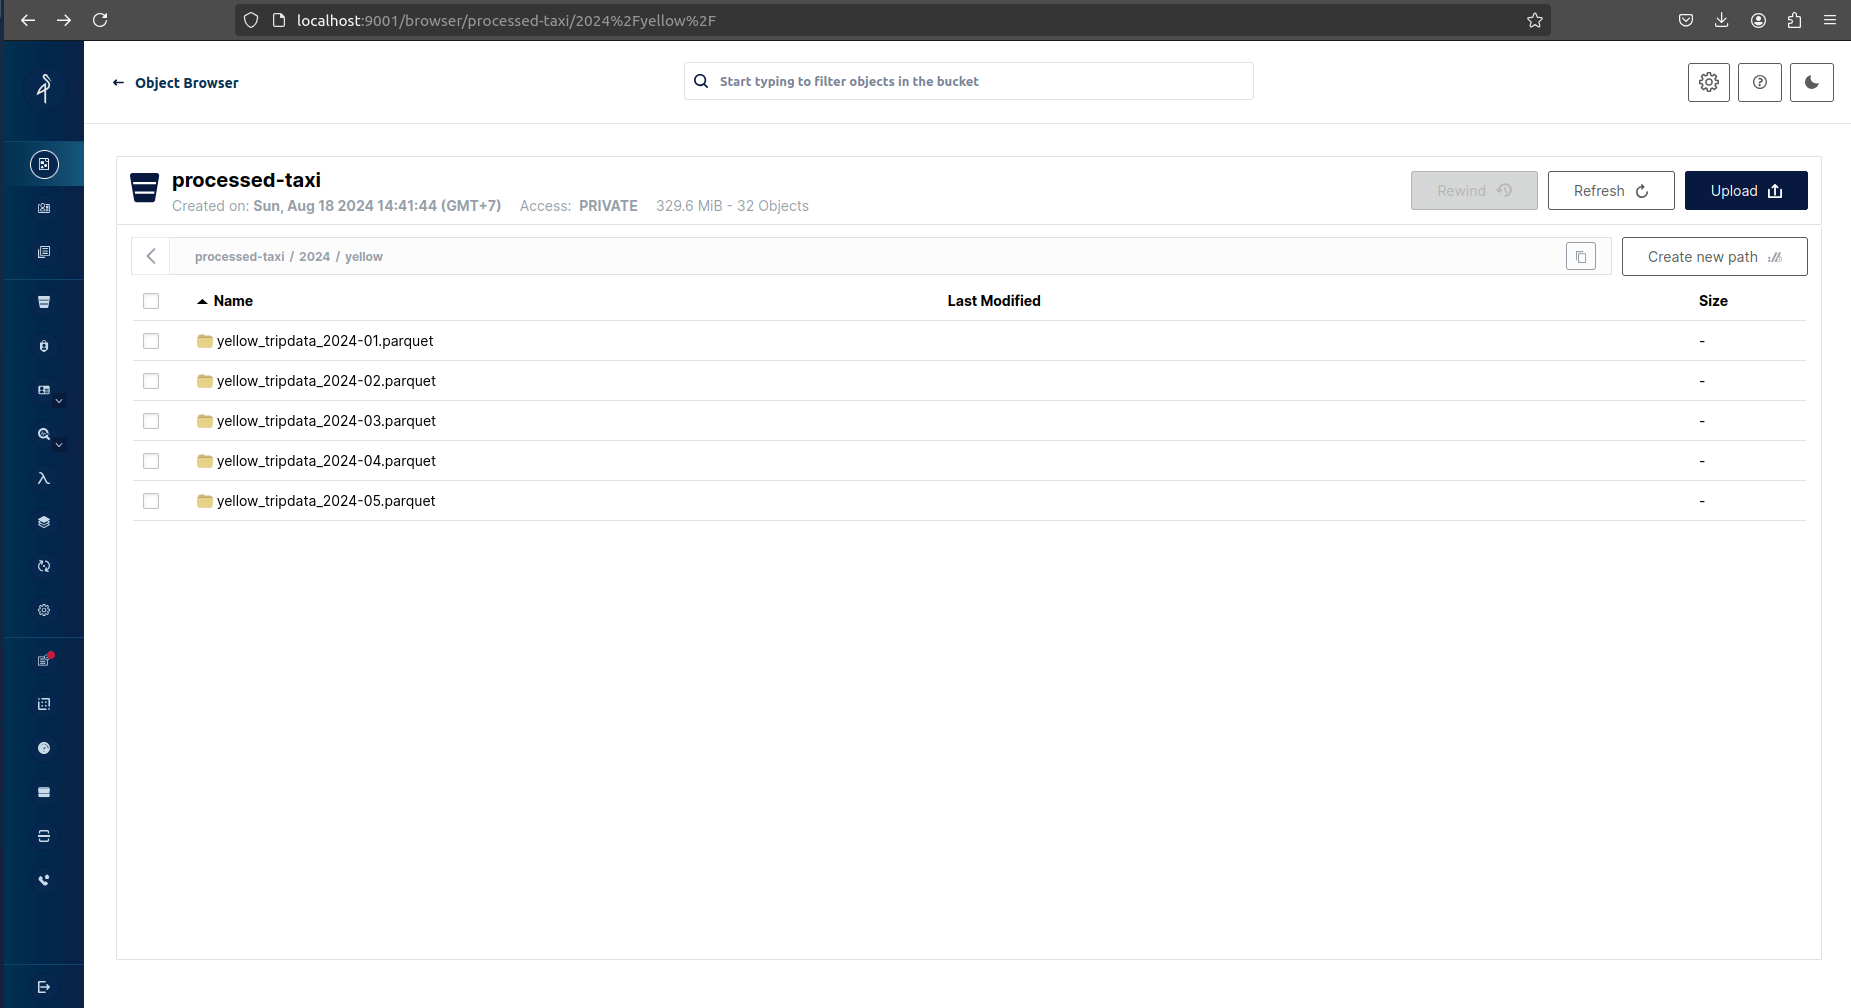 localhost:9001/browser/processed-taxi/2024%2Fyellow%2F
Object Browser
Start typing to filter objects in the bucket
processed-taxi
Created on: Sun, Aug 18 2024 14:41:44 (GMT+7) Access: PRIVATE 329.6 MiB - 32 Objects
Rewind
Refresh
Upload
processed-taxi / 2024 / yellow
Create new path
Name Last Modified Size
yellow_tripdata_2024-01.parquet -
yellow_tripdata_2024-02.parquet -
yellow_tripdata_2024-03.parquet -
yellow_tripdata_2024-04.parquet -
yellow_tripdata_2024-05.parquet -